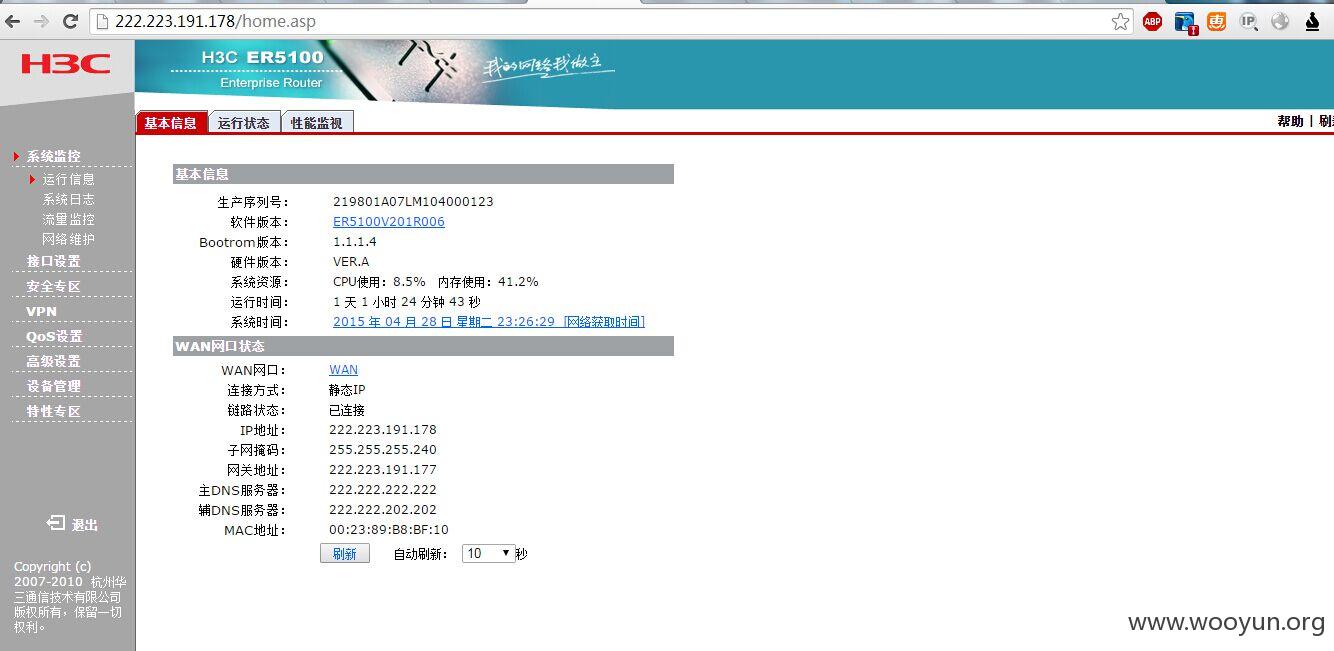 222.223.191.178/home.asp
ABP
惠
IP
H3C
H3C ER5100
Enterprise Router
我的网络我做主
基本信息 运行状态 性能监视
帮助 | 刷
系统监控
运行信息
系统日志
流量监控
网络维护
接口设置
安全专区
VPN
QoS设置
高级设置
设备管理
特性专区
退出
Copyright (c)
2007-2010 杭州华
三通信技术有限公司
版权所有，保留一切
权利。
基本信息
生产序列号： 219801A07LM104000123
软件版本： ER5100V201R006
Bootrom版本： 1.1.1.4
硬件版本： VER.A
系统资源： CPU使用：8.5% 内存使用：41.2%
运行时间： 1 天 1 小时 24 分钟 43 秒
系统时间： 2015 年 04 月 28 日 星期二 23:26:29 [网络获取时间]
WAN网口状态
WAN网口： WAN
连接方式： 静态IP
链路状态： 已连接
IP地址： 222.223.191.178
子网掩码： 255.255.255.240
网关地址： 222.223.191.177
主DNS服务器： 222.222.222.222
辅DNS服务器： 222.222.202.202
MAC地址： 00:23:89:B8:BF:10
刷新 自动刷新： 10 秒
www.wooyun.org